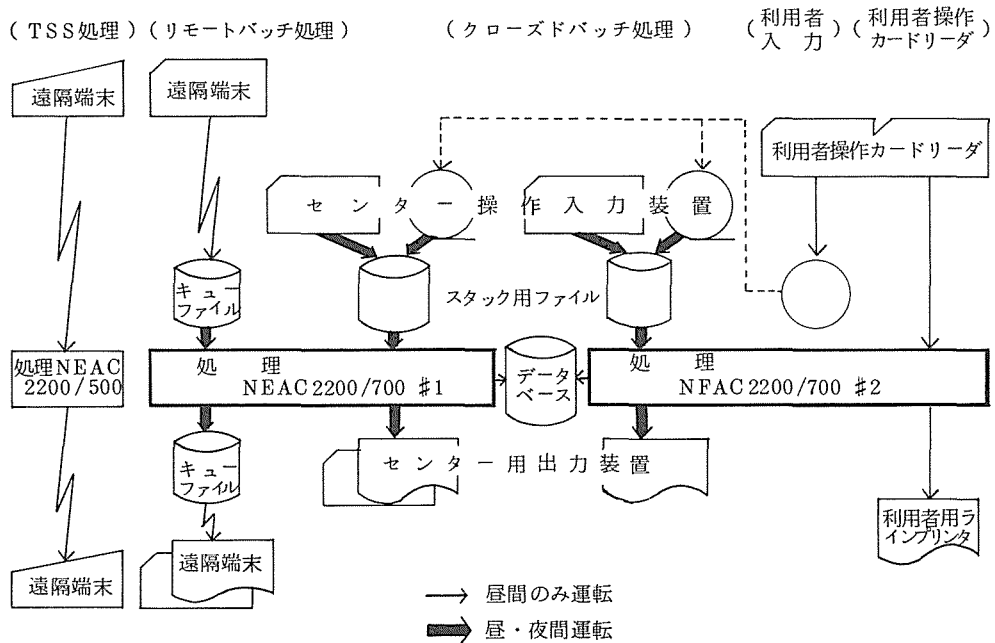 (TSS処理)
(リモートバッチ処理)
(クローズドバッチ処理)
(利用者
入力)
(利用者操作
カードリーダ)
遠隔端末
遠隔端末
利用者操作カードリーダ
センター操作入力装置
キュー
ファイル
スタック用ファイル
処理NEAC
2200/500
処理
NEAC2200/700 #1
データ
ベース
処理
NFAC2200/700 #2
キュー
ファイル
センター用出力装置
利用者用ラ
インプリンタ
遠隔端末
遠隔端末
昼間のみ運転
昼・夜間運転